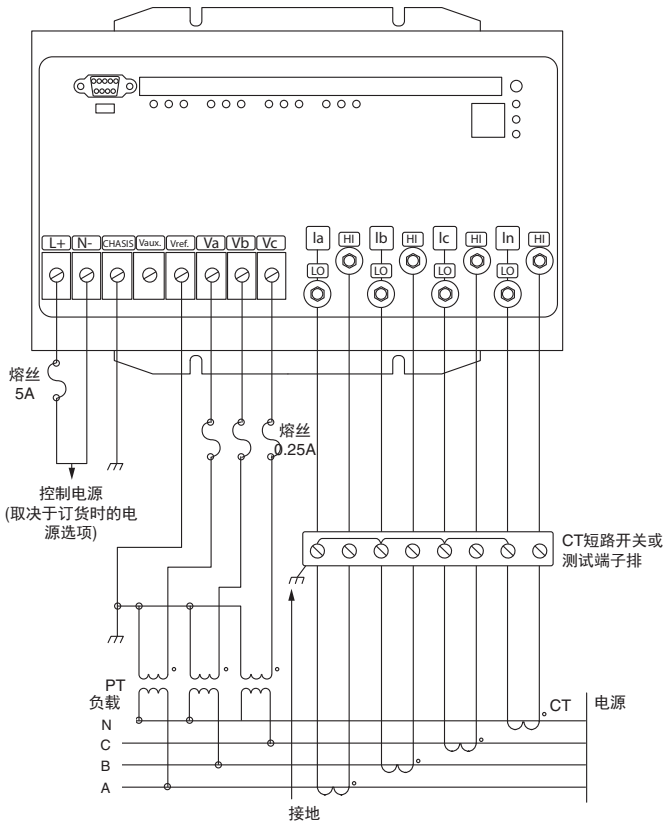 L+ N- CHASIS Vaux. Vref. Va Vb Vc
Ia HI Ib HI Ic HI In HI
LO LO LO LO
熔丝
5A
熔丝
0.25A
控制电源
(取决于订货时的电
源选项)
CT短路开关或
测试端子排
PT
负载
CT 电源
N
C
B
A
接地